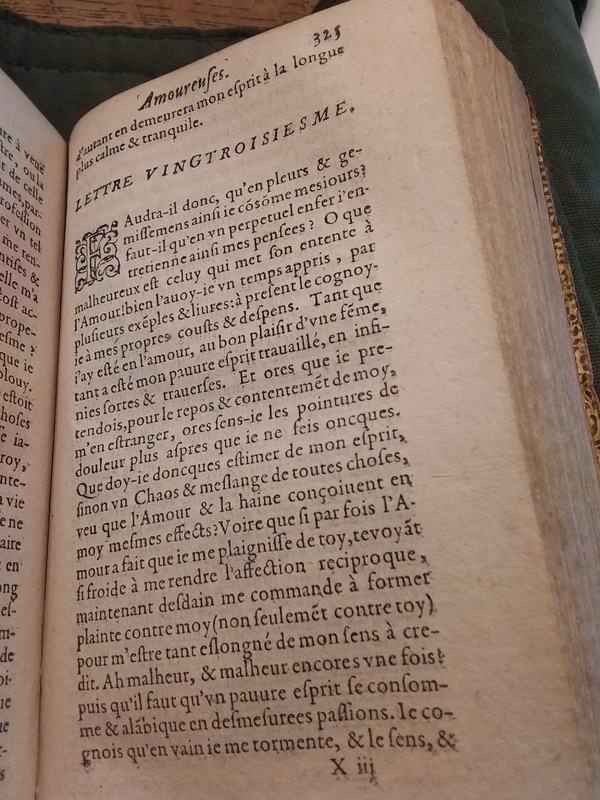 Amoureuſes. 325
d'autant en demeurera mon eſprit à la longue
plus calme & tranquile.
LETTRE VINGTROISIESME.
FAudra-il donc, qu'en pleurs & ge-
miſſemens ainſi ie cõsõme mes iours?
faut-il qu'en vn perpetuel enfer i'en-
tretienne ainſi mes penſees? O que
malheureux eſt celuy qui met ſon entente à
l'Amour! bien l'auoy-ie vn temps appris, par
pluſieurs exẽples & liures: à preſent le cognoy-
ie à mes propres couſts & deſpens. Tant que
i'ay eſté en l'amour, au bon plaiſir d'vne fẽme,
tant a eſté mon pauure eſprit trauaillé, en infi-
nies ſortes & trauerſes. Et ores que ie pre-
tendois, pour le repos & contentemẽt de moy,
m'en eſtranger, ores ſens-ie les pointures de
douleur plus aſpres que ie ne feis oncques.
Que doy-ie doncques eſtimer de mon eſprit,
ſinon vn Chaos & meſlange de toutes choſes,
veu que l'Amour & la haine conçoiuent en
moy meſmes effects? Voire que ſi par fois l'A-
mour a fait que ie me plaigniſſe de toy, te voyãt
ſi froide à me rendre l'affection reciproque,
maintenant deſdain me commande à former
plainte contre moy (non ſeulemẽt contre toy)
pour m'eſtre tant eſlongné de mon ſens à cre-
dit. Ah malheur, & malheur encores vne fois!
puis qu'il faut qu'vn pauure eſprit ſe conſom-
me & alãbique en deſmeſurees paſſions. Ie co-
gnois qu'en vain ie me tormente, & le ſens, &
X iij